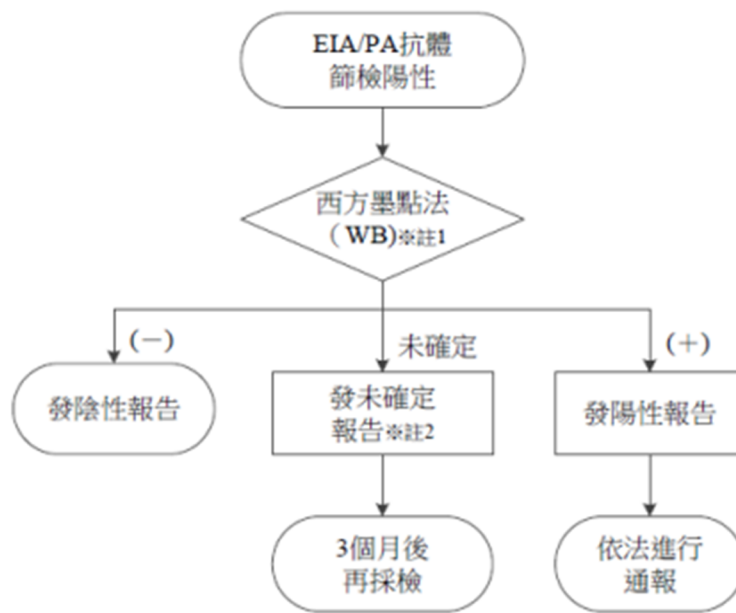 EIA/PA抗體
篩檢陽性
西方墨點法
（WB)※註1
(－)
未確定
(＋)
發陰性報告
發未確定
報告※註2
發陽性報告
3個月後
再採檢
依法進行
通報